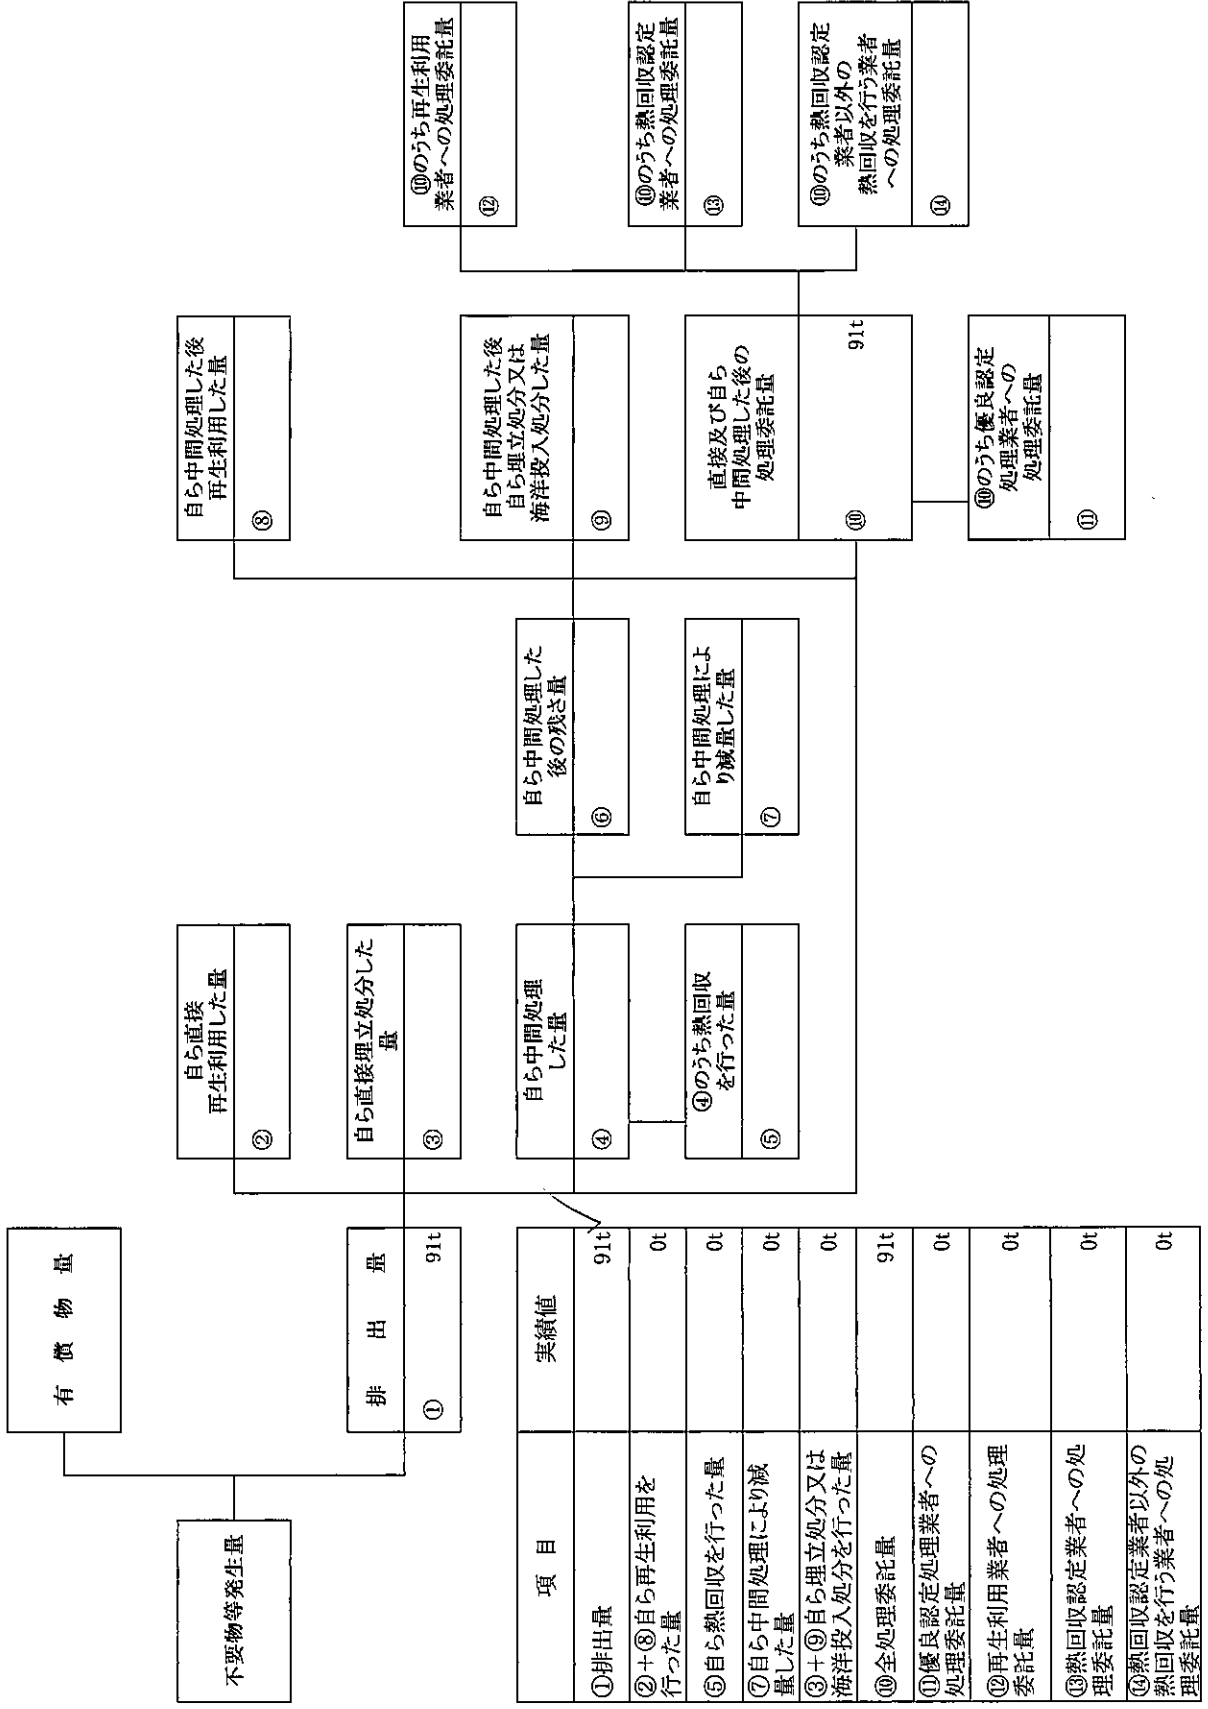 不要物等発生量
有償物量
排出量
①
91t
自ら直接
再生利用した量
②
自ら直接埋立処分した
量
③
自ら中間処理
した量
④
④のうち熱回収
を行った量
⑤
自ら中間処理した
後の残さ量
⑥
自ら中間処理によ
り減量した量
⑦
自ら中間処理した後
再生利用した量
⑧
自ら中間処理した後
自ら埋立処分又は
海洋投入処分した量
⑨
直接及び自ら
中間処理した後の
処理委託量
⑩
91t
⑩のうち優良認定
処理業者への
処理委託量
⑪
⑩のうち再生利用
業者への処理委託量
⑫
⑩のうち熱回収認定
業者への処理委託量
⑬
⑩のうち熱回収認定
業者以外の
熱回収を行う業者
への処理委託量
⑭
項目
実績値
①排出量
91t
②+⑧自ら再生利用を
行った量
0t
⑤自ら熱回収を行った量
0t
⑦自ら中間処理により減
量した量
0t
③+⑨自ら埋立処分又は
海洋投入処分を行った量
0t
⑩全処理委託量
91t
⑪優良認定処理業者への
処理委託量
0t
⑫再生利用業者への処理
委託量
0t
⑬熱回収認定業者への処
理委託量
0t
⑭熱回収認定業者以外の
熱回収を行う業者への処
理委託量
0t